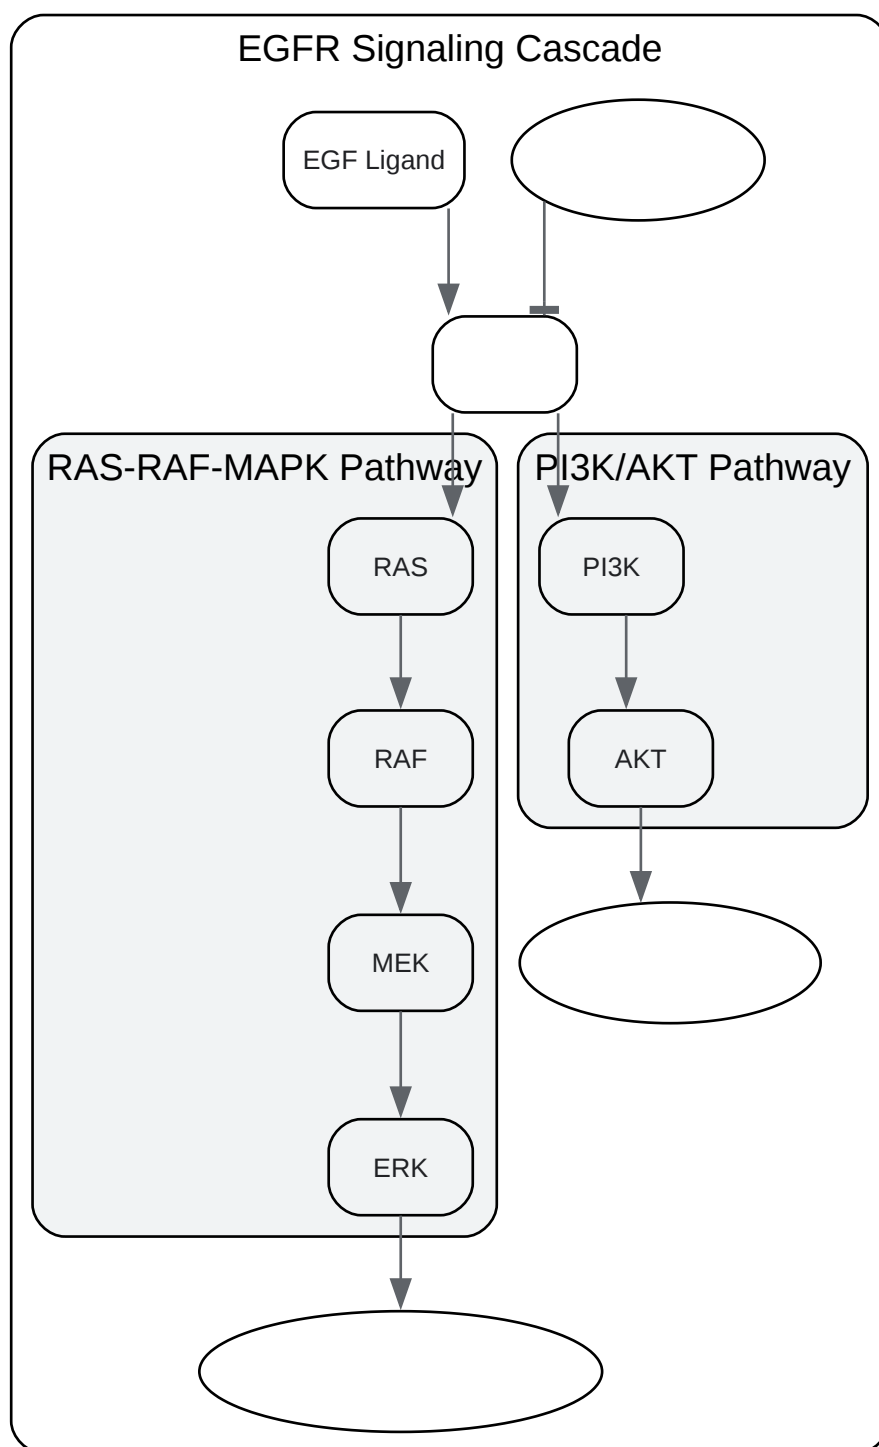 EGFR Signaling Cascade
EGF Ligand
RAS-RAF-MAPK Pathway
PI3K/AKT Pathway
RAS
PI3K
RAF
AKT
MEK
ERK